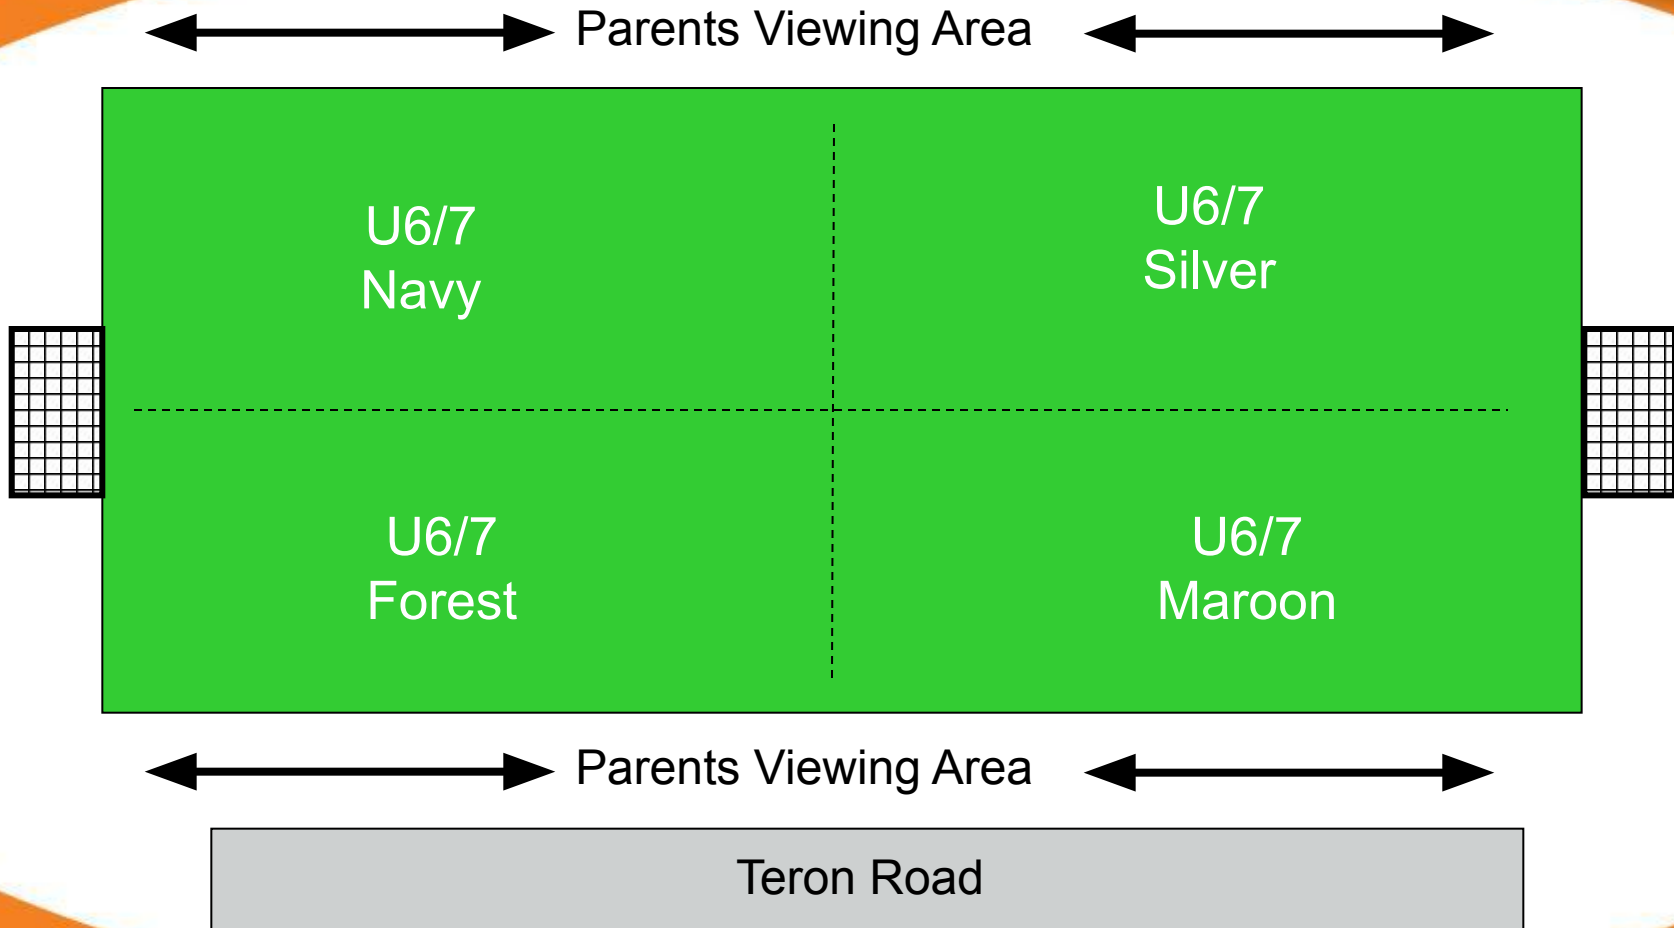 Parents Viewing Area
U6/7
Navy
U6/7
Silver
U6/7
Forest
U6/7
Maroon
Parents Viewing Area
Teron Road